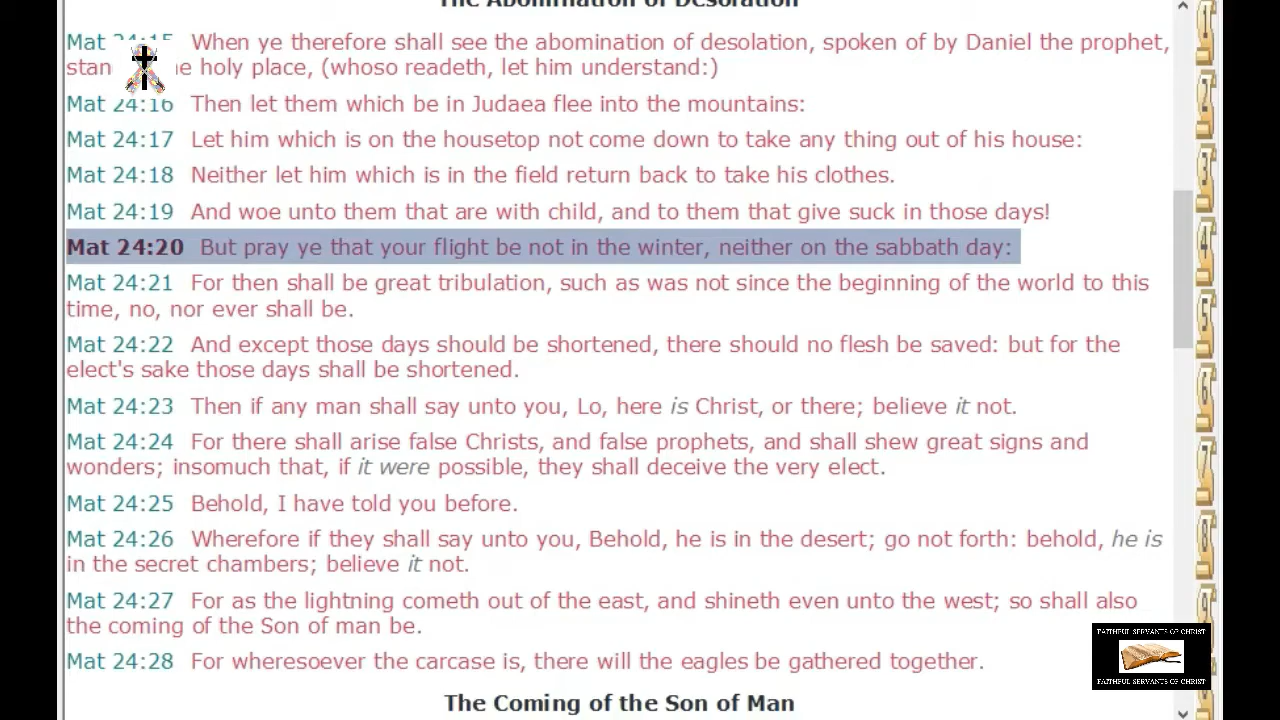 The Abomination of Desolation
Mat 24:15 When ye therefore shall see the abomination of desolation, spoken of by Daniel the prophet,
stan e holy place, (whoso readeth, let him understand:)
Mat 24:16 Then let them which be in Judaea flee into the mountains:
Mat 24:17 Let him which is on the housetop not come down to take any thing out of his house:
Mat 24:18 Neither let him which is in the field return back to take his clothes.
Mat 24:19 And woe unto them that are with child, and to them that give suck in those days!
Mat 24:20 But pray ye that your flight be not in the winter, neither on the sabbath day:
Mat 24:21 For then shall be great tribulation, such as was not since the beginning of the world to this
time, no, nor ever shall be.
Mat 24:22 And except those days should be shortened, there should no flesh be saved: but for the
elect's sake those days shall be shortened.
Mat 24:23 Then if any man shall say unto you, Lo, here is Christ, or there; believe it not.
Mat 24:24 For there shall arise false Christs, and false prophets, and shall shew great signs and
wonders; insomuch that, if it were possible, they shall deceive the very elect.
Mat 24:25 Behold, I have told you before.
Mat 24:26 Wherefore if they shall say unto you, Behold, he is in the desert; go not forth: behold, he is
in the secret chambers; believe it not.
Mat 24:27 For as the lightning cometh out of the east, and shineth even unto the west; so shall also
the coming of the Son of man be.
Mat 24:28 For wheresoever the carcase is, there will the eagles be gathered together.
The Coming of the Son of Man
FAITHFUL SERVANTS OF CHRIST
FAITHFUL SERVANTS OF CHRIST